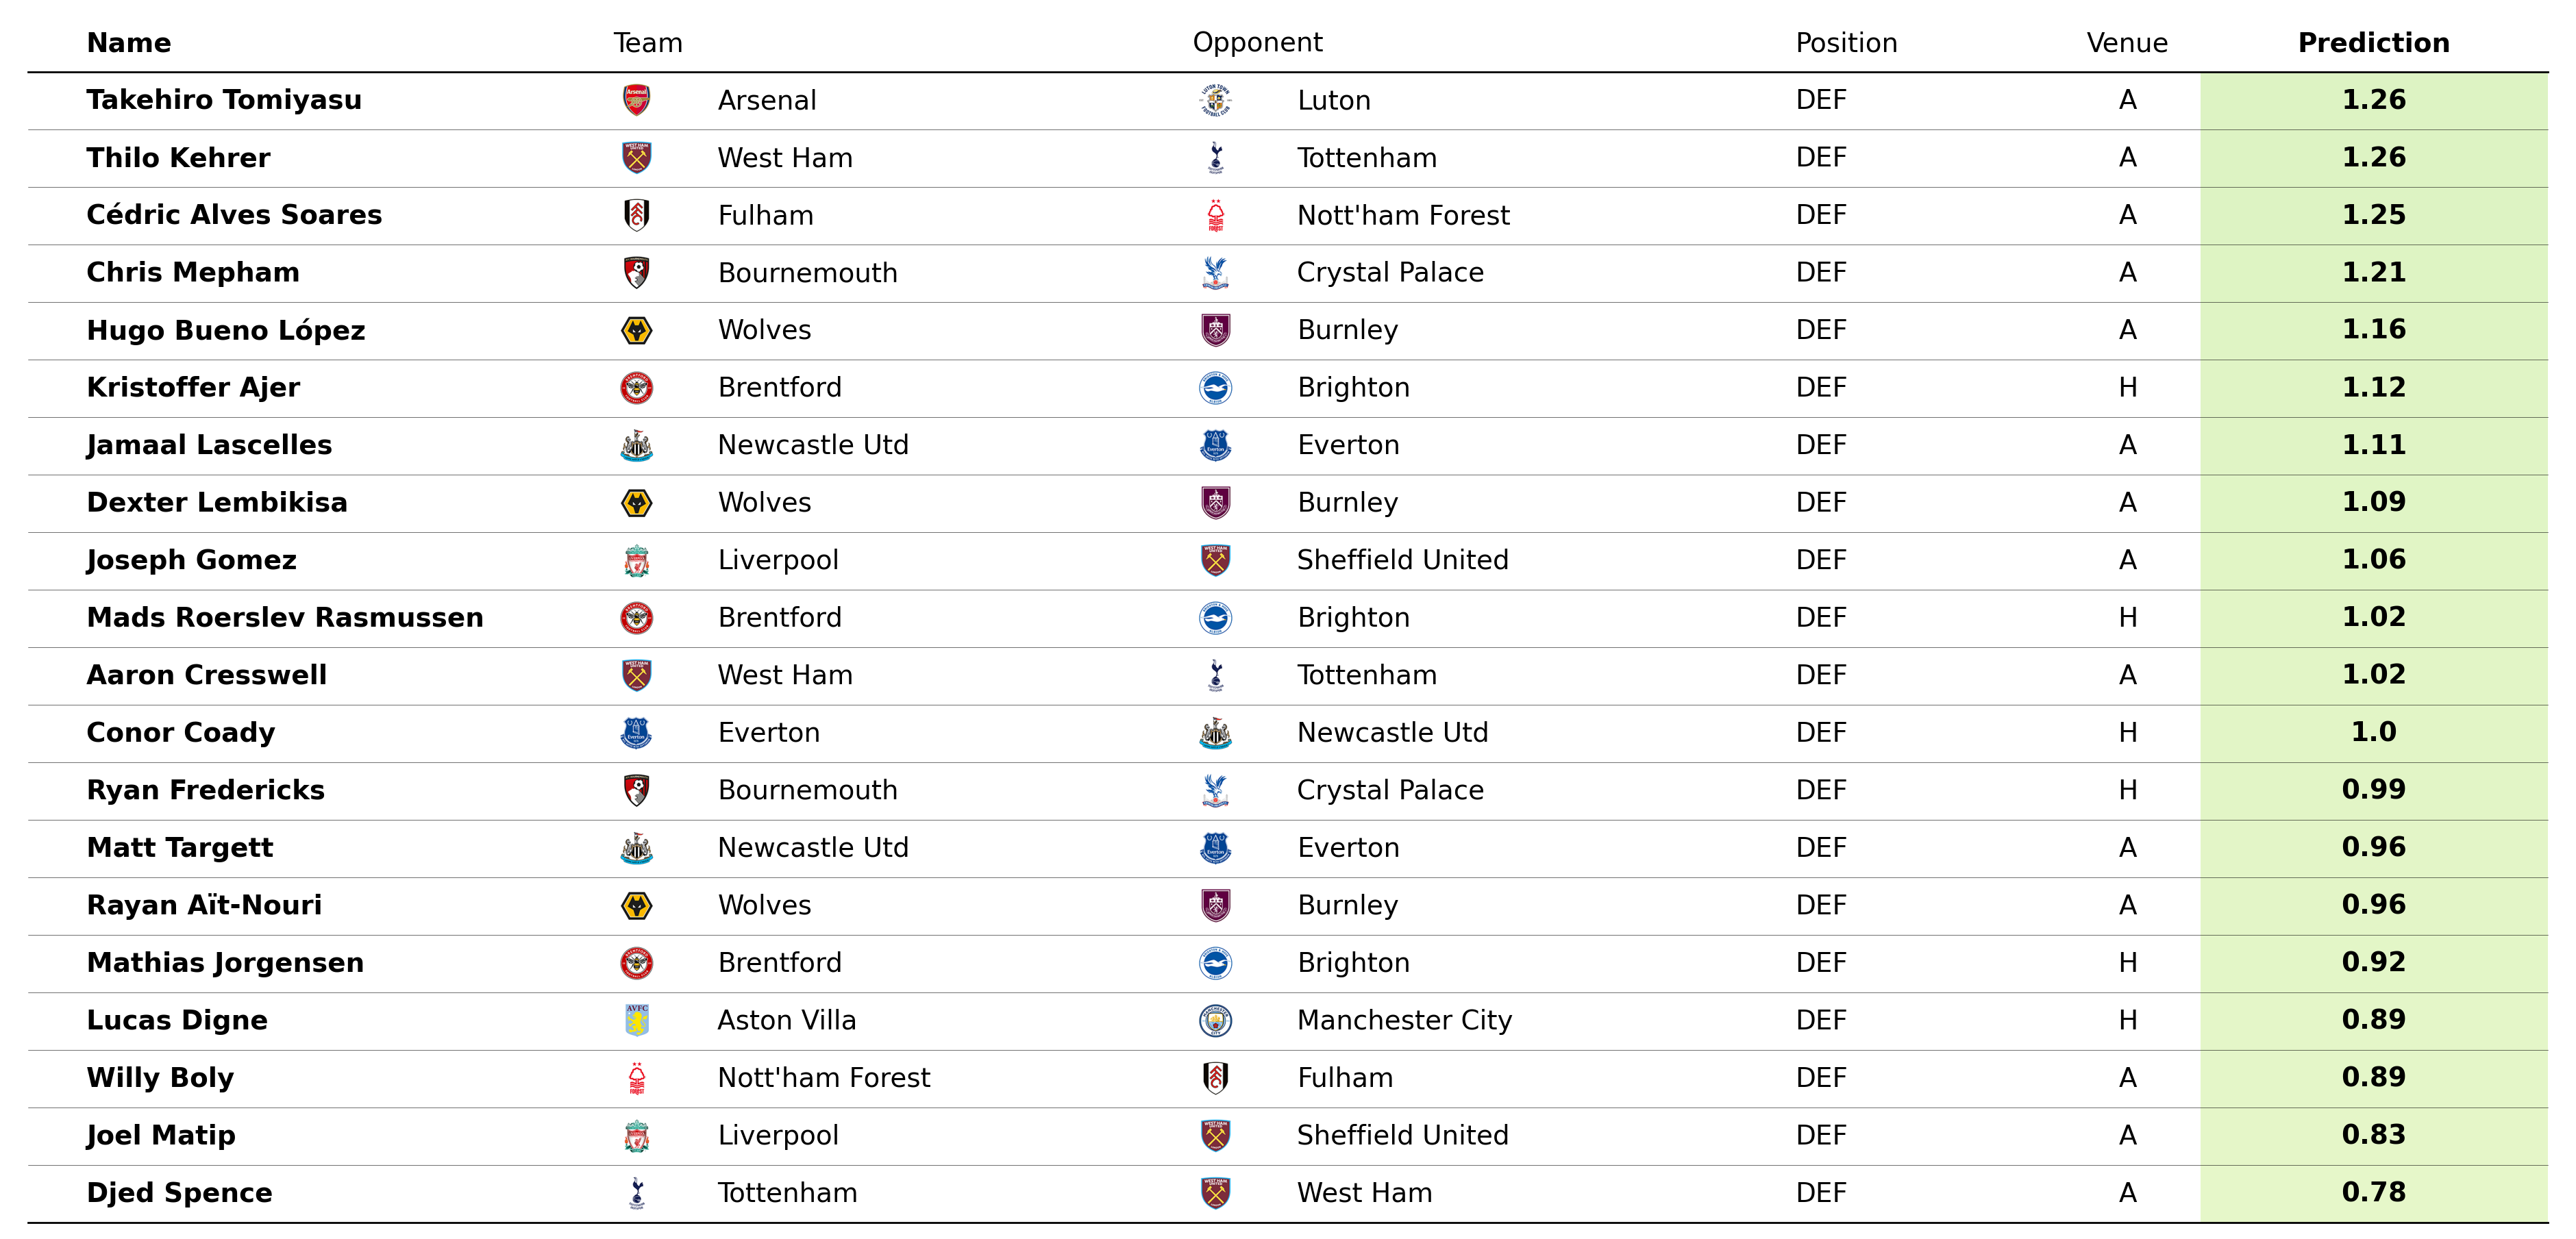 Name Team Opponent Position Venue Prediction
Takehiro Tomiyasu Arsenal Luton DEF A 1.26
Thilo Kehrer West Ham Tottenham DEF A 1.26
Cédric Alves Soares Fulham Nott'ham Forest DEF A 1.25
Chris Mepham Bournemouth Crystal Palace DEF A 1.21
Hugo Bueno López Wolves Burnley DEF A 1.16
Kristoffer Ajer Brentford Brighton DEF H 1.12
Jamaal Lascelles Newcastle Utd Everton DEF A 1.11
Dexter Lembikisa Wolves Burnley DEF A 1.09
Joseph Gomez Liverpool Sheffield United DEF A 1.06
Mads Roerslev Rasmussen Brentford Brighton DEF H 1.02
Aaron Cresswell West Ham Tottenham DEF A 1.02
Conor Coady Everton Newcastle Utd DEF H 1.0
Ryan Fredericks Bournemouth Crystal Palace DEF H 0.99
Matt Targett Newcastle Utd Everton DEF A 0.96
Rayan Aït-Nouri Wolves Burnley DEF A 0.96
Mathias Jorgensen Brentford Brighton DEF H 0.92
Lucas Digne Aston Villa Manchester City DEF H 0.89
Willy Boly Nott'ham Forest Fulham DEF A 0.89
Joel Matip Liverpool Sheffield United DEF A 0.83
Djed Spence Tottenham West Ham DEF A 0.78